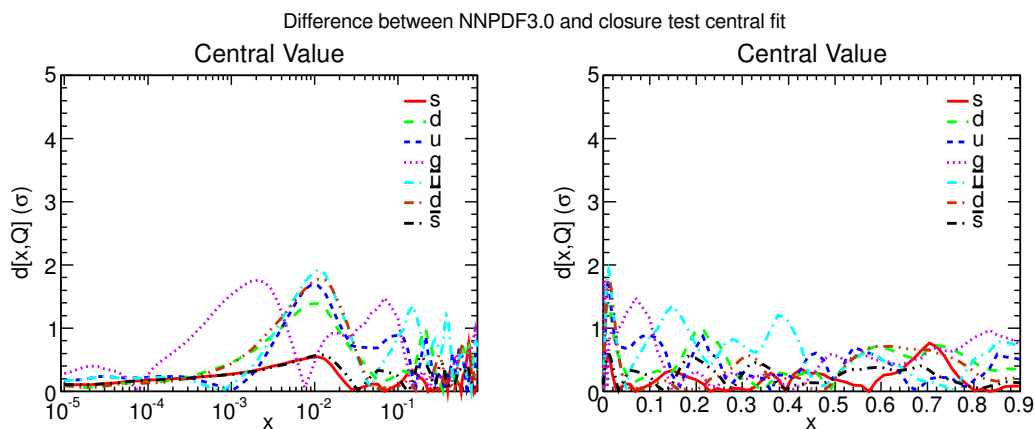 Difference between NNPDF3.0 and closure test central fit
Central Value
d[x,Q] (σ)
5
4
3
2
1
0
10⁻⁵ 10⁻⁴ 10⁻³ 10⁻² 10⁻¹
x
s
d
u
g
u̅
d̅
s̅
Central Value
d[x,Q] (σ)
5
4
3
2
1
0
0 0.1 0.2 0.3 0.4 0.5 0.6 0.7 0.8 0.9
x
s
d
u
g
u̅
d̅
s̅